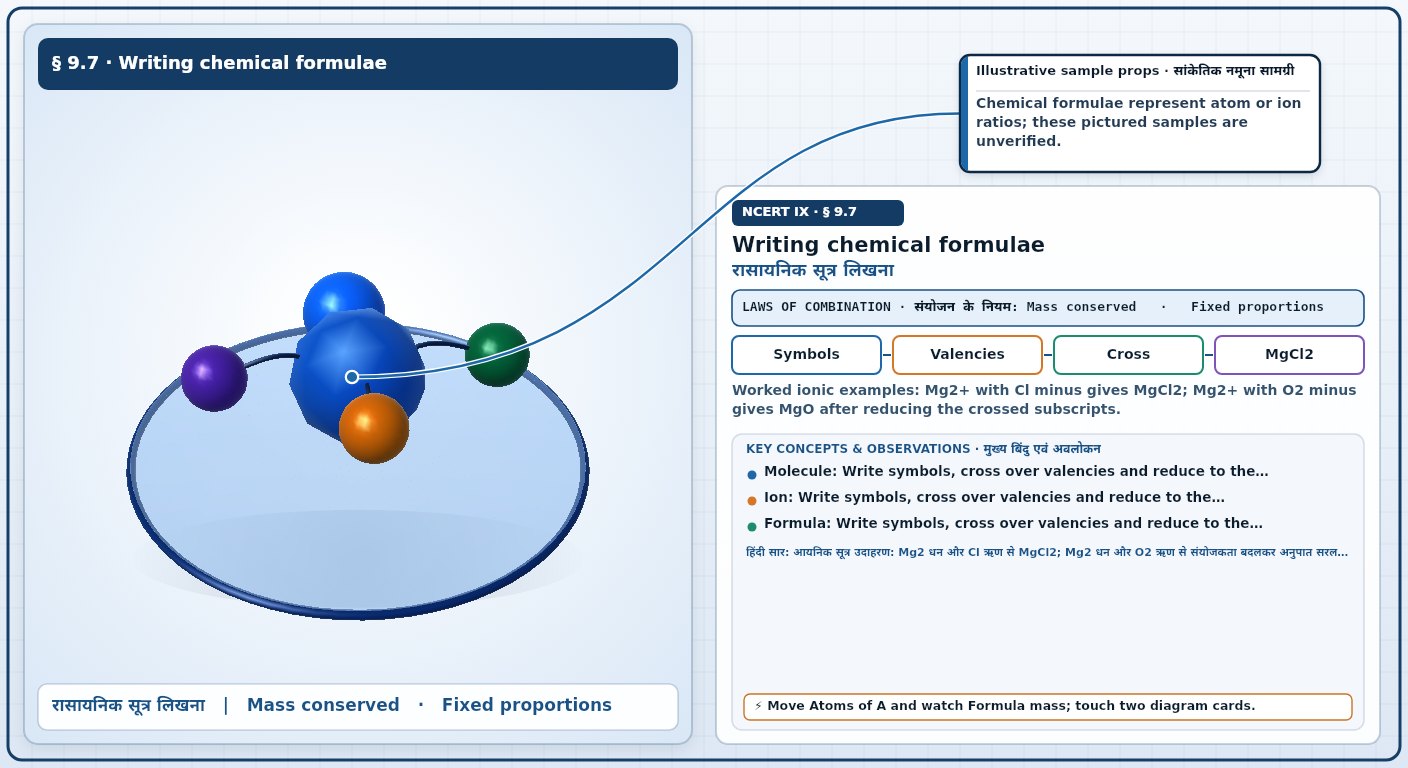 § 9.7 · Writing chemical formulae
रासायनिक सूत्र लिखना | Mass conserved · Fixed proportions
Illustrative sample props · सांकेतिक नमूना सामग्री
Chemical formulae represent atom or ion
ratios; these pictured samples are
unverified.
NCERT IX · § 9.7
Writing chemical formulae
रासायनिक सूत्र लिखना
LAWS OF COMBINATION · संयोजन के नियम: Mass conserved · Fixed proportions
Symbols
Valencies
Cross
MgCl2
Worked ionic examples: Mg2+ with Cl minus gives MgCl2; Mg2+ with O2 minus
gives MgO after reducing the crossed subscripts.
KEY CONCEPTS & OBSERVATIONS · मुख्य बिंदु एवं अवलोकन
Molecule: Write symbols, cross over valencies and reduce to the…
Ion: Write symbols, cross over valencies and reduce to the…
Formula: Write symbols, cross over valencies and reduce to the…
हिंदी सार: आयनिक सूत्र उदाहरण: Mg2 धन और Cl ऋण से MgCl2; Mg2 धन और O2 ऋण से संयोजकता बदलकर अनुपात सरल…
⚡ Move Atoms of A and watch Formula mass; touch two diagram cards.